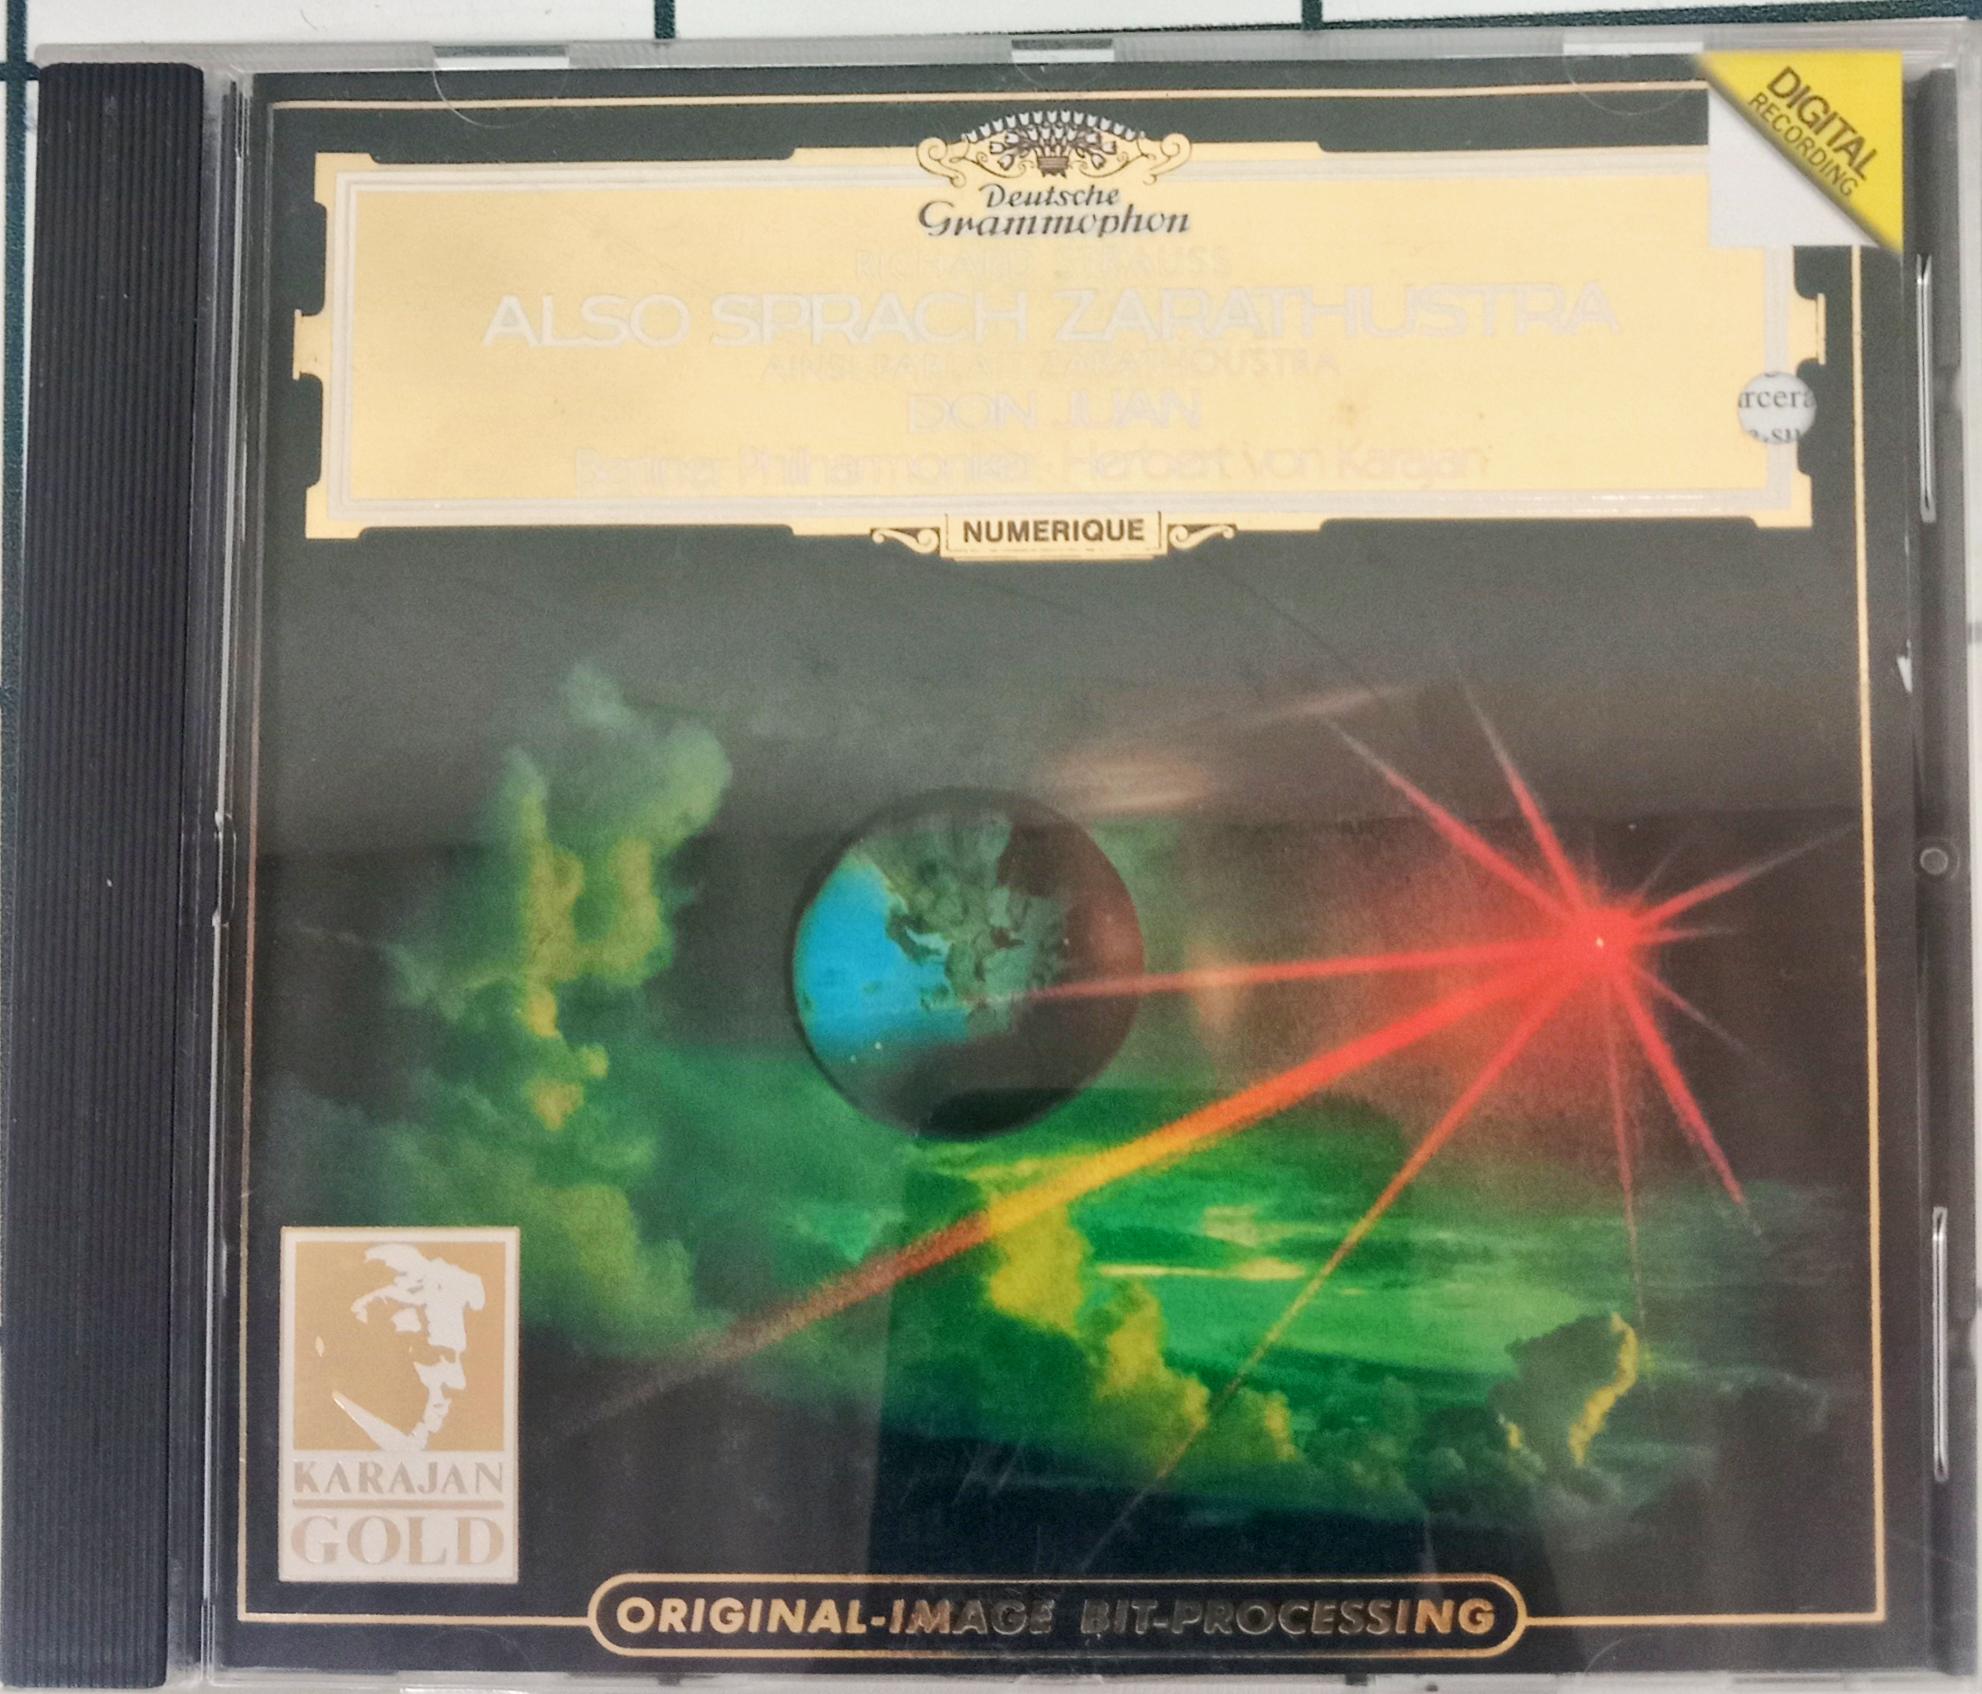 DIGITAL
RECORDING
Deutsche
Grammophon
RICHARD STRAUSS
ALSO SPRACH ZARATHUSTRA
AINSI PARLAIT ZARATHOUSTRA
DON JUAN
Berliner Philharmoniker · Herbert von Karajan
NUMERIQUE
KARAJAN
GOLD
ORIGINAL-IMAGE BIT-PROCESSING